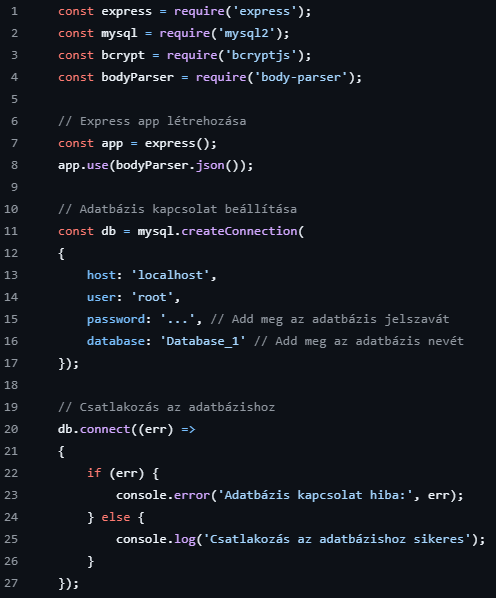 1 const express = require('express');
2 const mysql = require('mysql2');
3 const bcrypt = require('bcryptjs');
4 const bodyParser = require('body-parser');
5
6 // Express app létrehozása
7 const app = express();
8 app.use(bodyParser.json());
9
10 // Adatbázis kapcsolat beállítása
11 const db = mysql.createConnection(
12 {
13     host: 'localhost',
14     user: 'root',
15     password: '...', // Add meg az adatbázis jelszavát
16     database: 'Database_1' // Add meg az adatbázis nevét
17 });
18
19 // Csatlakozás az adatbázishoz
20 db.connect((err) =>
21 {
22     if (err) {
23         console.error('Adatbázis kapcsolat hiba:', err);
24     } else {
25         console.log('Csatlakozás az adatbázishoz sikeres');
26     }
27 });